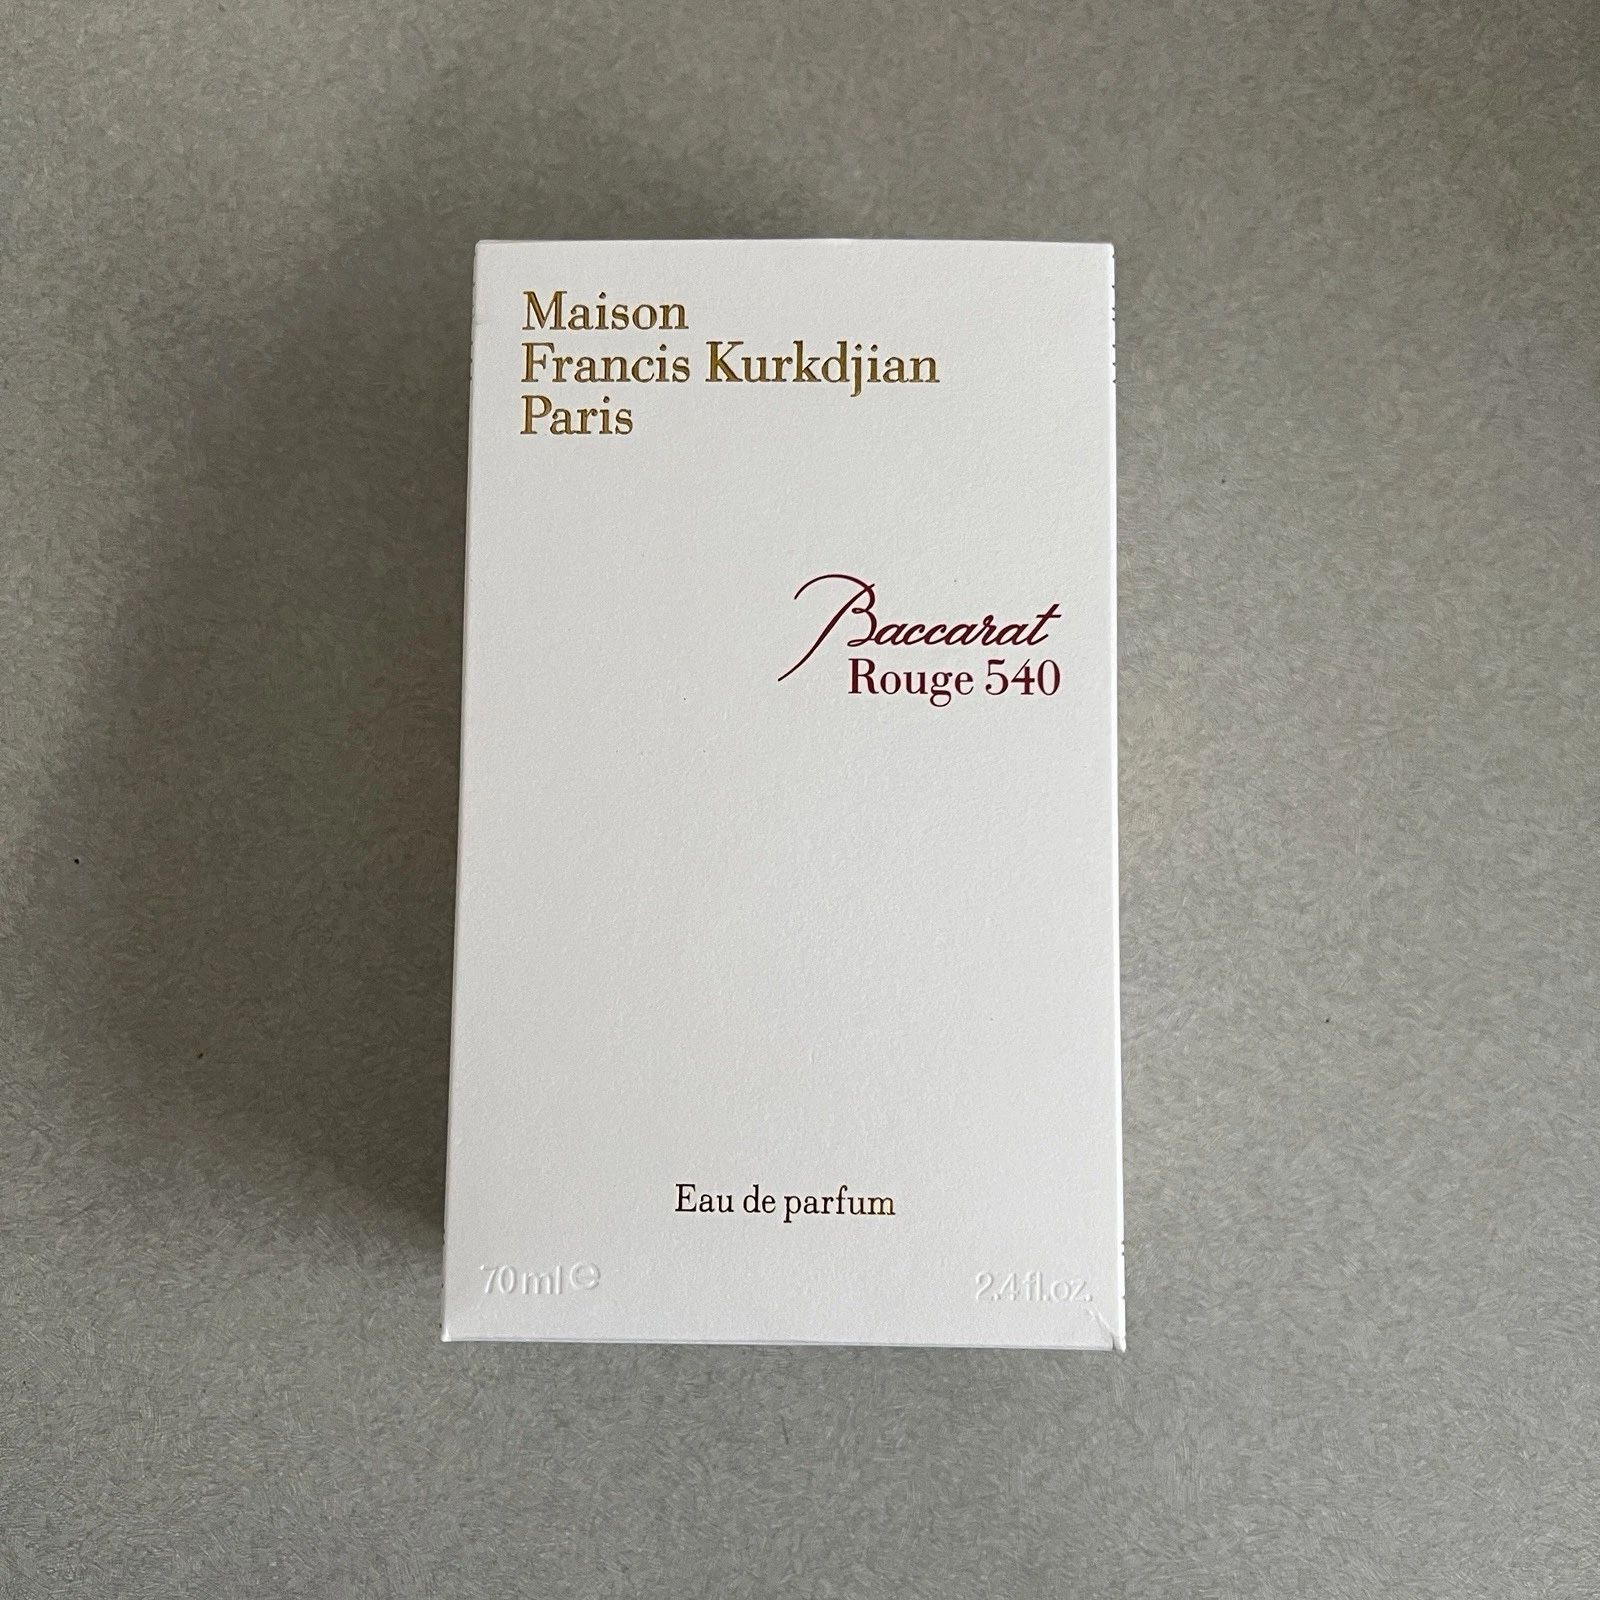 Maison
Francis Kurkdjian
Paris
Baccarat
Rouge 540
Eau de parfum
70 ml ℮
2.4 fl.oz.